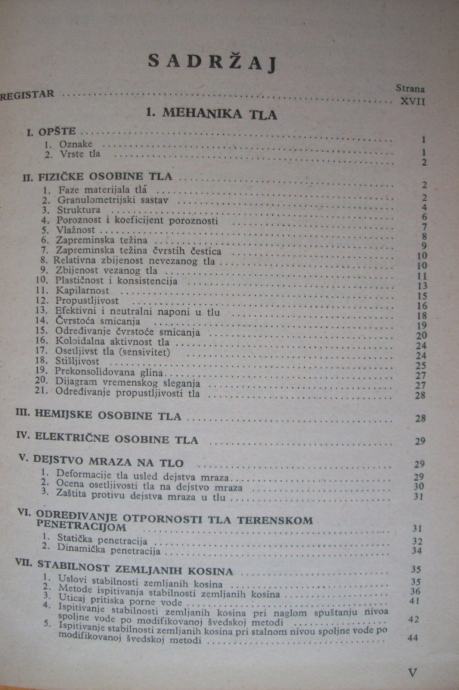 SADRŽAJ
Strana
REGISTAR XVII
1. MEHANIKA TLA
I. OPŠTE 1
1. Oznake 1
2. Vrste tla 2
II. FIZIČKE OSOBINE TLA 2
1. Faze materijala tla 2
2. Granulometrijski sastav 4
3. Struktura 6
4. Poroznost i koeficijent poroznosti 7
5. Vlažnost 8
6. Zapreminska težina 9
7. Zapreminska težina čvrstih čestica 10
8. Relativna zbijenost nevezanog tla 10
9. Zbijenost vezanog tla 11
10. Plastičnost i konsistencija 13
11. Kapilarnost 15
12. Propustljivost 16
13. Efektivni i neutralni naponi u tlu 18
14. Čvrstoća smicanja 19
15. Određivanje čvrstoće smicanja 20
16. Koloidalna aktivnost tla 24
17. Osetljivst tla (sensivitet) 24
18. Stišljivost 25
19. Prekonsolidovana glina 27
20. Dijagram vremenskog sleganja 27
21. Određivanje propustljivosti tla 28
III. HEMIJSKE OSOBINE TLA 28
IV. ELEKTRIČNE OSOBINE TLA 29
V. DEJSTVO MRAZA NA TLO 29
1. Deformacije tla usled dejstva mraza 29
2. Ocena osetljivosti tla na dejstvo mraza 30
3. Zaštita protivu dejstva mraza u tlu 31
VI. ODREĐIVANJE OTPORNOSTI TLA TERENSKOM
PENETRACIJOM 31
1. Statička penetracija 32
2. Dinamička penetracija 34
VII. STABILNOST ZEMLJANIH KOSINA 35
1. Uslovi stabilnosti zemljanih kosina 35
2. Metode ispitivanja stabilnosti zemljanih kosina 36
3. Uticaj pritiska porne vode 41
4. Ispitivanje stabilnosti zemljanih kosina pri naglom spuštanju nivoa
spoljne vode po modifikovanoj švedskoj metodi 42
5. Ispitivanje stabilnosti zemljanih kosina pri stalnom nivou spoljne vode po
modifikovanoj švedskoj metodi 44
V